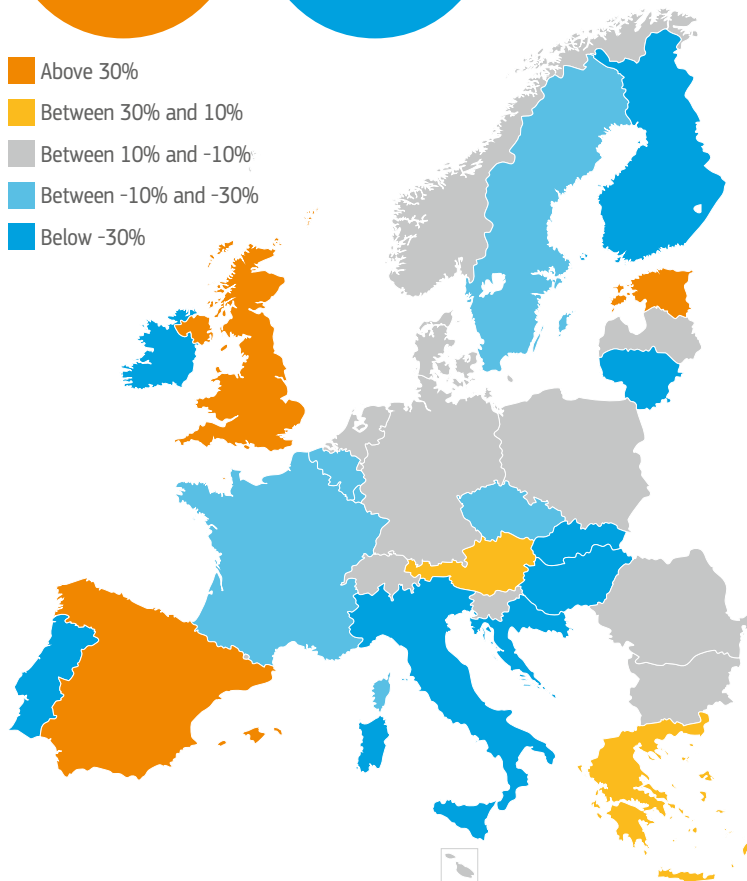 Above 30%
Between 30% and 10%
Between 10% and -10%
Between -10% and -30%
Below -30%